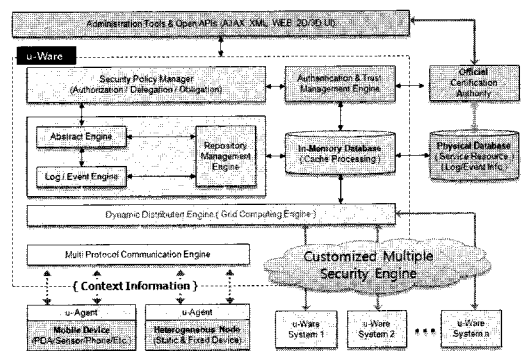 Administration Tools & Open APIs (AJAX, XML, WEB, 2D/3D UI)
u-Ware
Security Policy Manager
(Authorization / Delegation / Obligation)
Authentication & Trust
Management Engine
Official
Certification
Authority
Abstract Engine
Log / Event Engine
Repository
Management
Engine
In-Memory Database
(Cache Processing)
Physical Database
(Service Resource)
(Log/Event Info.)
Dynamic Distributed Engine ( Grid Computing Engine )
Multi Protocol Communication Engine
Customized Multiple
Security Engine
{ Context Information }
u-Agent
Mobile Device
(PDA/Sensor/Phone/Etc.)
u-Agent
Heterogeneous Node
(Static & Fixed Device)
u-Ware
System 1
u-Ware
System 2
u-Ware
System n